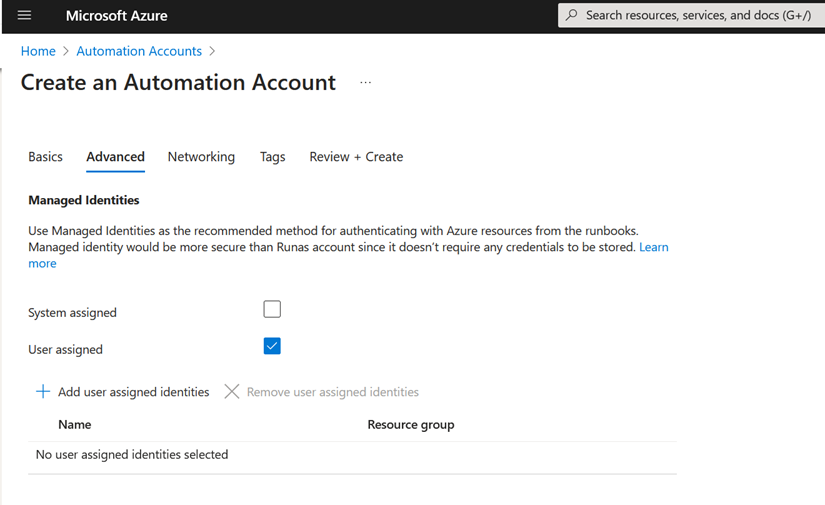 Microsoft Azure
Search resources, services, and docs (G+/)
Home > Automation Accounts >
Create an Automation Account ...
Basics Advanced Networking Tags Review + Create
Managed Identities
Use Managed Identities as the recommended method for authenticating with Azure resources from the runbooks.
Managed identity would be more secure than Runas account since it doesn't require any credentials to be stored. Learn
more
System assigned
User assigned
Add user assigned identities Remove user assigned identities
Name Resource group
No user assigned identities selected